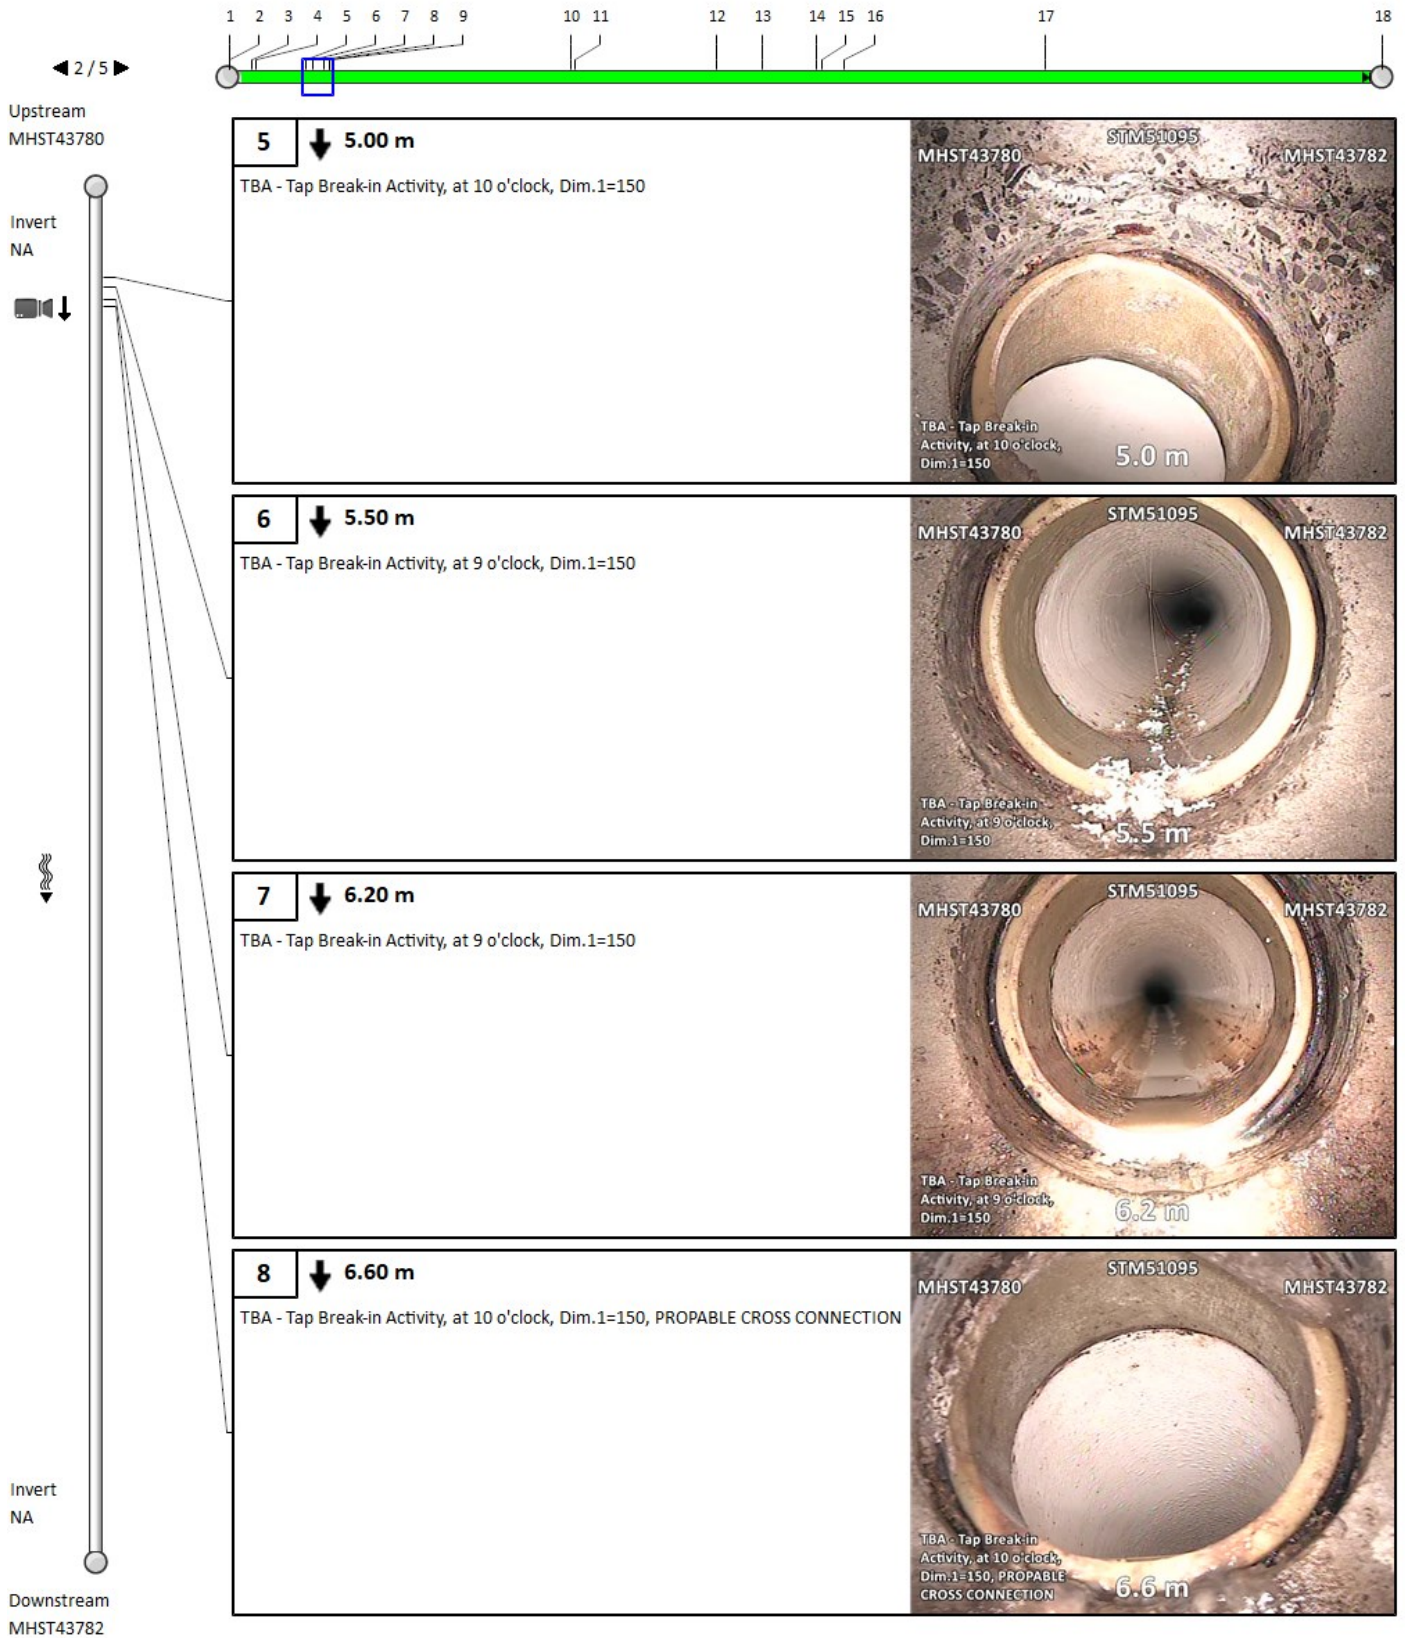 1 2 3 4 5 6 7 8 9 10 11 12 13 14 15 16 17 18
2 / 5
Upstream
MHST43780
Invert
NA
5 5.00 m
TBA - Tap Break-in Activity, at 10 o'clock, Dim.1=150
STM51095
MHST43780 MHST43782
TBA - Tap Break-in
Activity, at 10 o'clock,
Dim.1=150
5.0 m
6 5.50 m
TBA - Tap Break-in Activity, at 9 o'clock, Dim.1=150
STM51095
MHST43780 MHST43782
TBA - Tap Break-in
Activity, at 9 o'clock,
Dim.1=150
5.5 m
7 6.20 m
TBA - Tap Break-in Activity, at 9 o'clock, Dim.1=150
STM51095
MHST43780 MHST43782
TBA - Tap Break-in
Activity, at 9 o'clock,
Dim.1=150
6.2 m
8 6.60 m
TBA - Tap Break-in Activity, at 10 o'clock, Dim.1=150, PROPABLE CROSS CONNECTION
STM51095
MHST43780 MHST43782
TBA - Tap Break-in
Activity, at 10 o'clock,
Dim.1=150, PROPABLE
CROSS CONNECTION
6.6 m
Invert
NA
Downstream
MHST43782